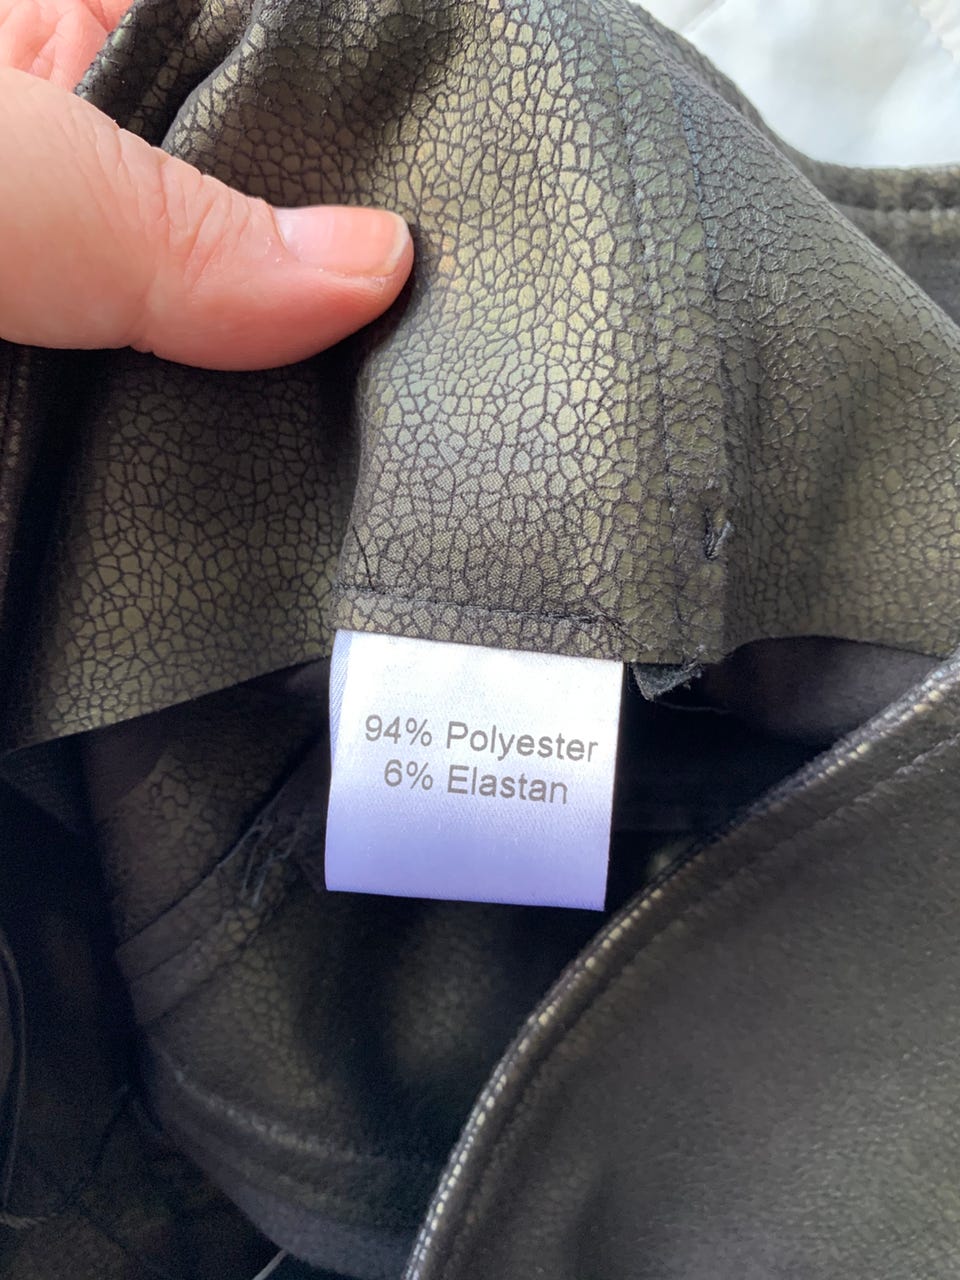 94% Polyester
6% Elastan